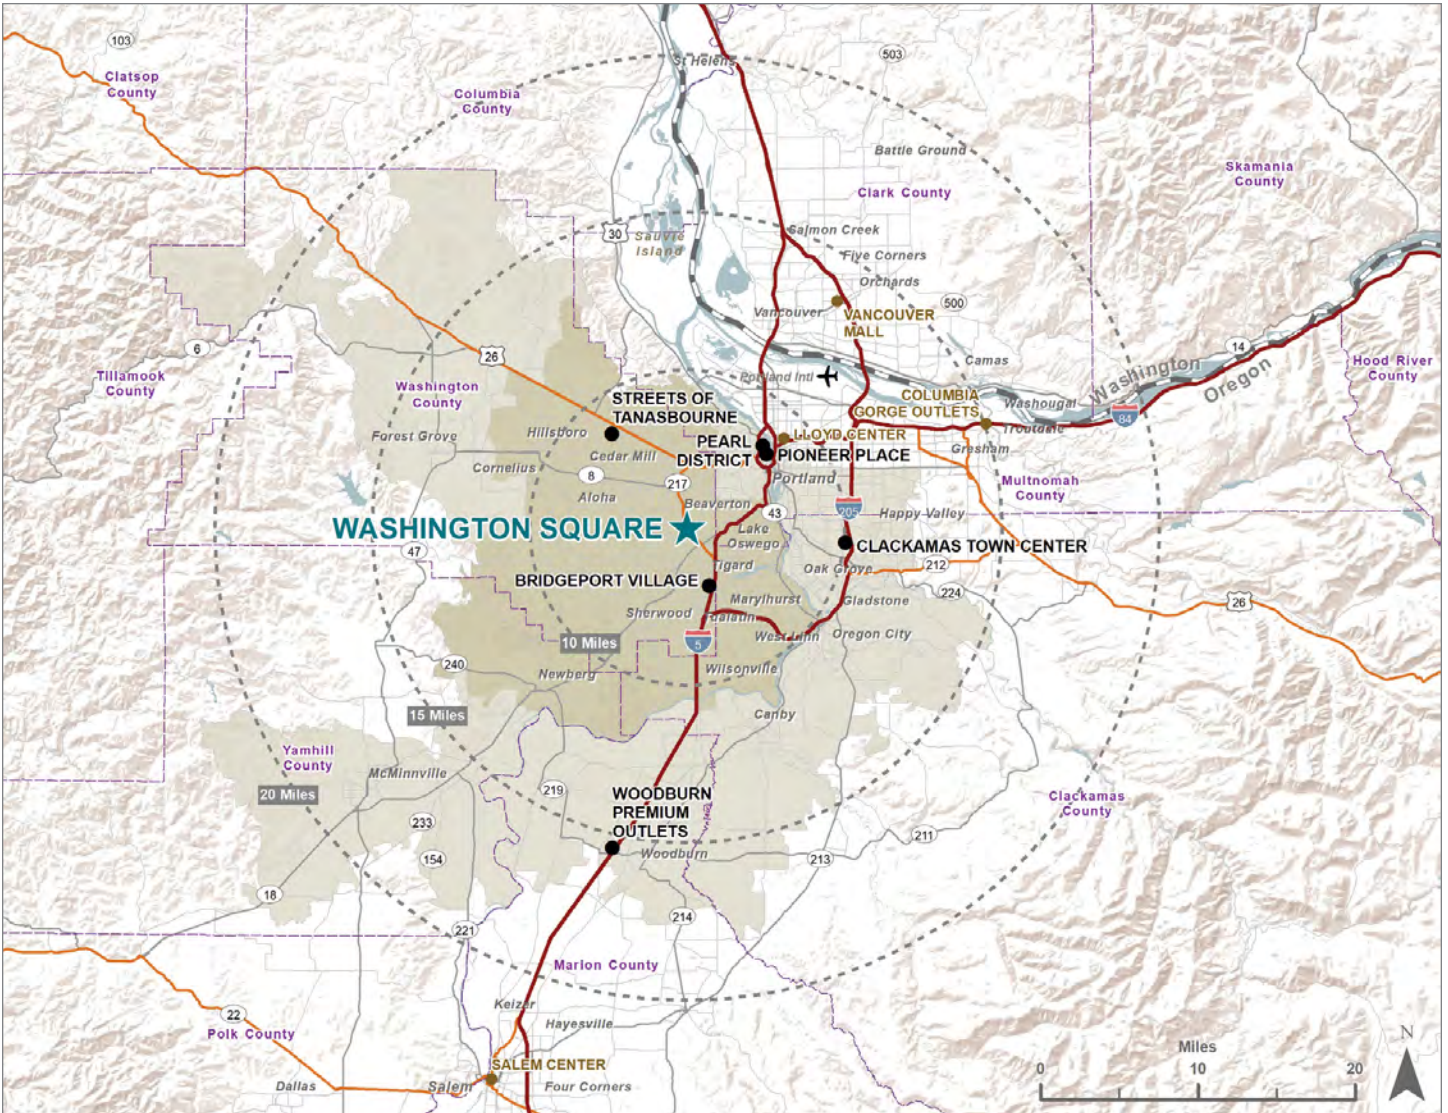 103
Clatsop
County
Columbia
County
St Helens
503
Battle Ground
Clark County
Skamania
County
30
Sauvie
Island
Salmon Creek
Five Corners
Orchards
500
Vancouver
VANCOUVER
MALL
6
26
Tillamook
County
Washington
County
Camas
14
Hood River
County
Portland Intl
Washington
Oregon
STREETS OF
TANASBOURNE
COLUMBIA
GORGE OUTLETS
Washougal
84
Forest Grove
Hillsboro
Cornelius
Cedar Mill
PEARL
DISTRICT
LLOYD CENTER
PIONEER PLACE
Troutdale
Gresham
8
Aloha
217
Portland
Multnomah
County
Beaverton
43
205
Happy Valley
WASHINGTON SQUARE
Lake
Oswego
47
CLACKAMAS TOWN CENTER
Tigard
Oak Grove
212
BRIDGEPORT VILLAGE
224
26
Sherwood
Marylhurst
Gladstone
Tualatin
10 Miles
5
West Linn
Oregon City
240
Newberg
Wilsonville
15 Miles
Canby
Yamhill
County
McMinnville
20 Miles
219
WOODBURN
PREMIUM
OUTLETS
Clackamas
County
233
154
Woodburn
213
211
18
214
221
Marion County
Keizer
22
Polk County
Hayesville
SALEM CENTER
Dallas
Salem
Four Corners
N
Miles
0
10
20